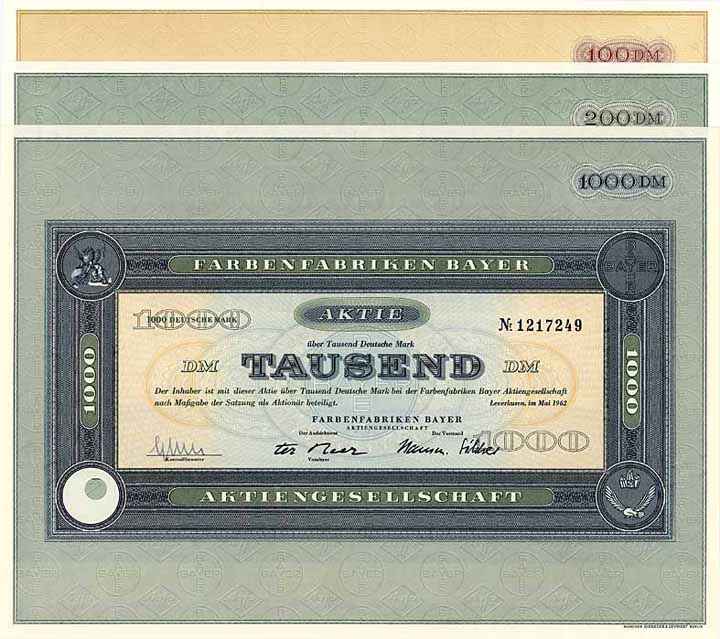 100 DM
200 DM
1000 DM
FARBENFABRIKEN BAYER
BAYER
1000 DEUTSCHE MARK
1000
AKTIE
№ 1217249
über Tausend Deutsche Mark
DM TAUSEND DM
1000
1000
Der Inhaber ist mit dieser Aktie über Tausend Deutsche Mark bei der Farbenfabriken Bayer Aktiengesellschaft
nach Maßgabe der Satzung als Aktionär beteiligt.
Leverkusen, im Mai 1962
FARBENFABRIKEN BAYER
AKTIENGESELLSCHAFT
Der Aufsichtsrat
Der Vorstand
1000
Kontrollbeamter
Vorsitzer
AKTIENGESELLSCHAFT